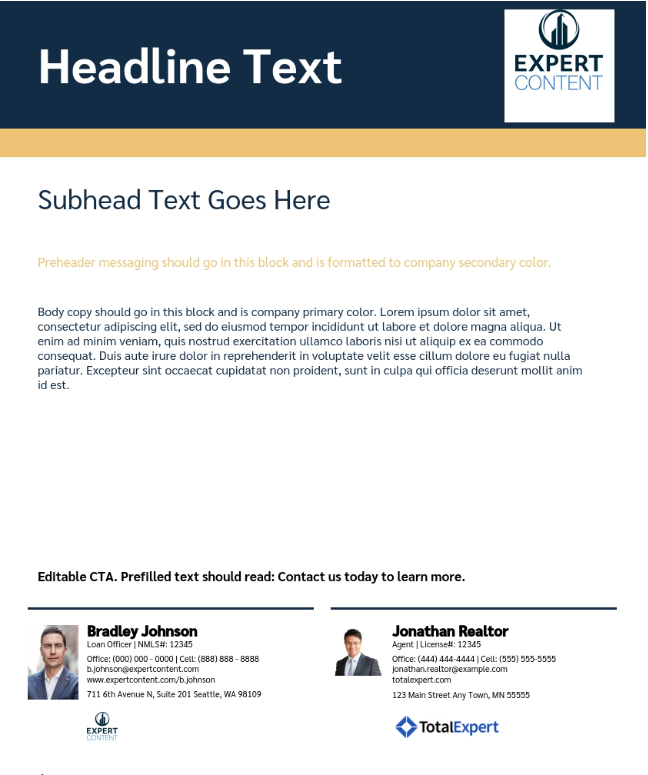 Headline Text
EXPERT
CONTENT
Subhead Text Goes Here
Preheader messaging should go in this block and is formatted to company secondary color.
Body copy should go in this block and is company primary color. Lorem ipsum dolor sit amet,
consectetur adipiscing elit, sed do eiusmod tempor incididunt ut labore et dolore magna aliqua. Ut
enim ad minim veniam, quis nostrud exercitation ullamco laboris nisi ut aliquip ex ea commodo
consequat. Duis aute irure dolor in reprehenderit in voluptate velit esse cillum dolore eu fugiat nulla
pariatur. Excepteur sint occaecat cupidatat non proident, sunt in culpa qui officia deserunt mollit anim
id est.
Editable CTA. Prefilled text should read: Contact us today to learn more.
Bradley Johnson
Loan Officer | NMLS#: 12345
Office: (000) 000 - 0000 | Cell: (888) 888 - 8888
b.johnson@expertcontent.com
www.expertcontent.com/b.johnson
711 6th Avenue N, Suite 201 Seattle, WA 98109
EXPERT
CONTENT
Jonathan Realtor
Agent | License#: 12345
Office: (444) 444-4444 | Cell: (555) 555-5555
jonathan.realtor@example.com
totalexpert.com
123 Main Street Any Town, MN 55555
TotalExpert